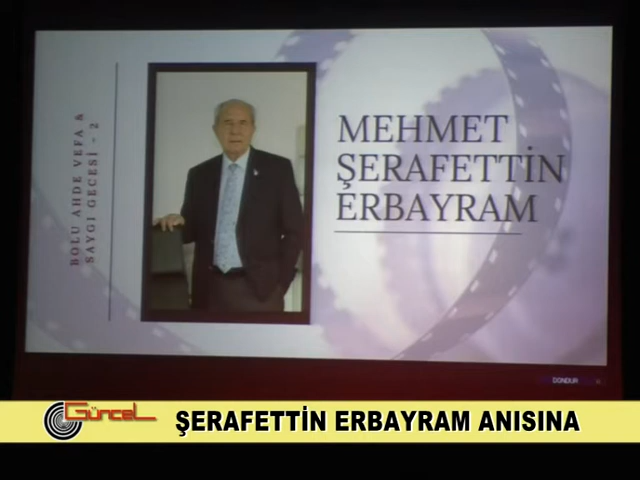 BOLU AHDE VEFA &
SAYGI GECESİ - 2
MEHMET
ŞERAFETTİN
ERBAYRAM
DONDUR
Güncel
ŞERAFETTİN ERBAYRAM ANISINA